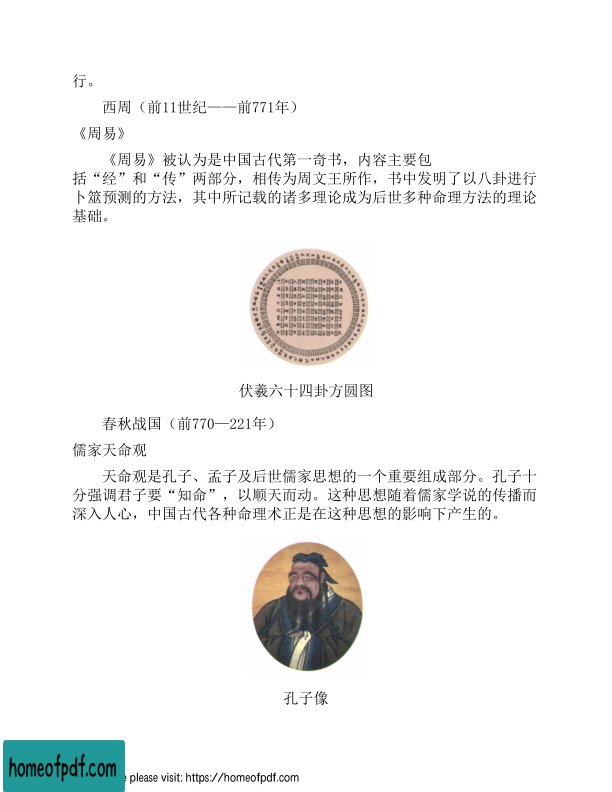 行。
西周（前11世纪——前771年）
《周易》
《周易》被认为是中国古代第一奇书，内容主要包
括“经”和“传”两部分，相传为周文王所作，书中发明了以八卦进行
卜筮预测的方法，其中所记载的诸多理论成为后世多种命理方法的理论
基础。
伏羲六十四卦方圆图
春秋战国（前770—221年）
儒家天命观
天命观是孔子、孟子及后世儒家思想的一个重要组成部分。孔子十
分强调君子要“知命”，以顺天而动。这种思想随着儒家学说的传播而
深入人心，中国古代各种命理术正是在这种思想的影响下产生的。
孔子像
homeofpdf.com
please visit: https://homeofpdf.com